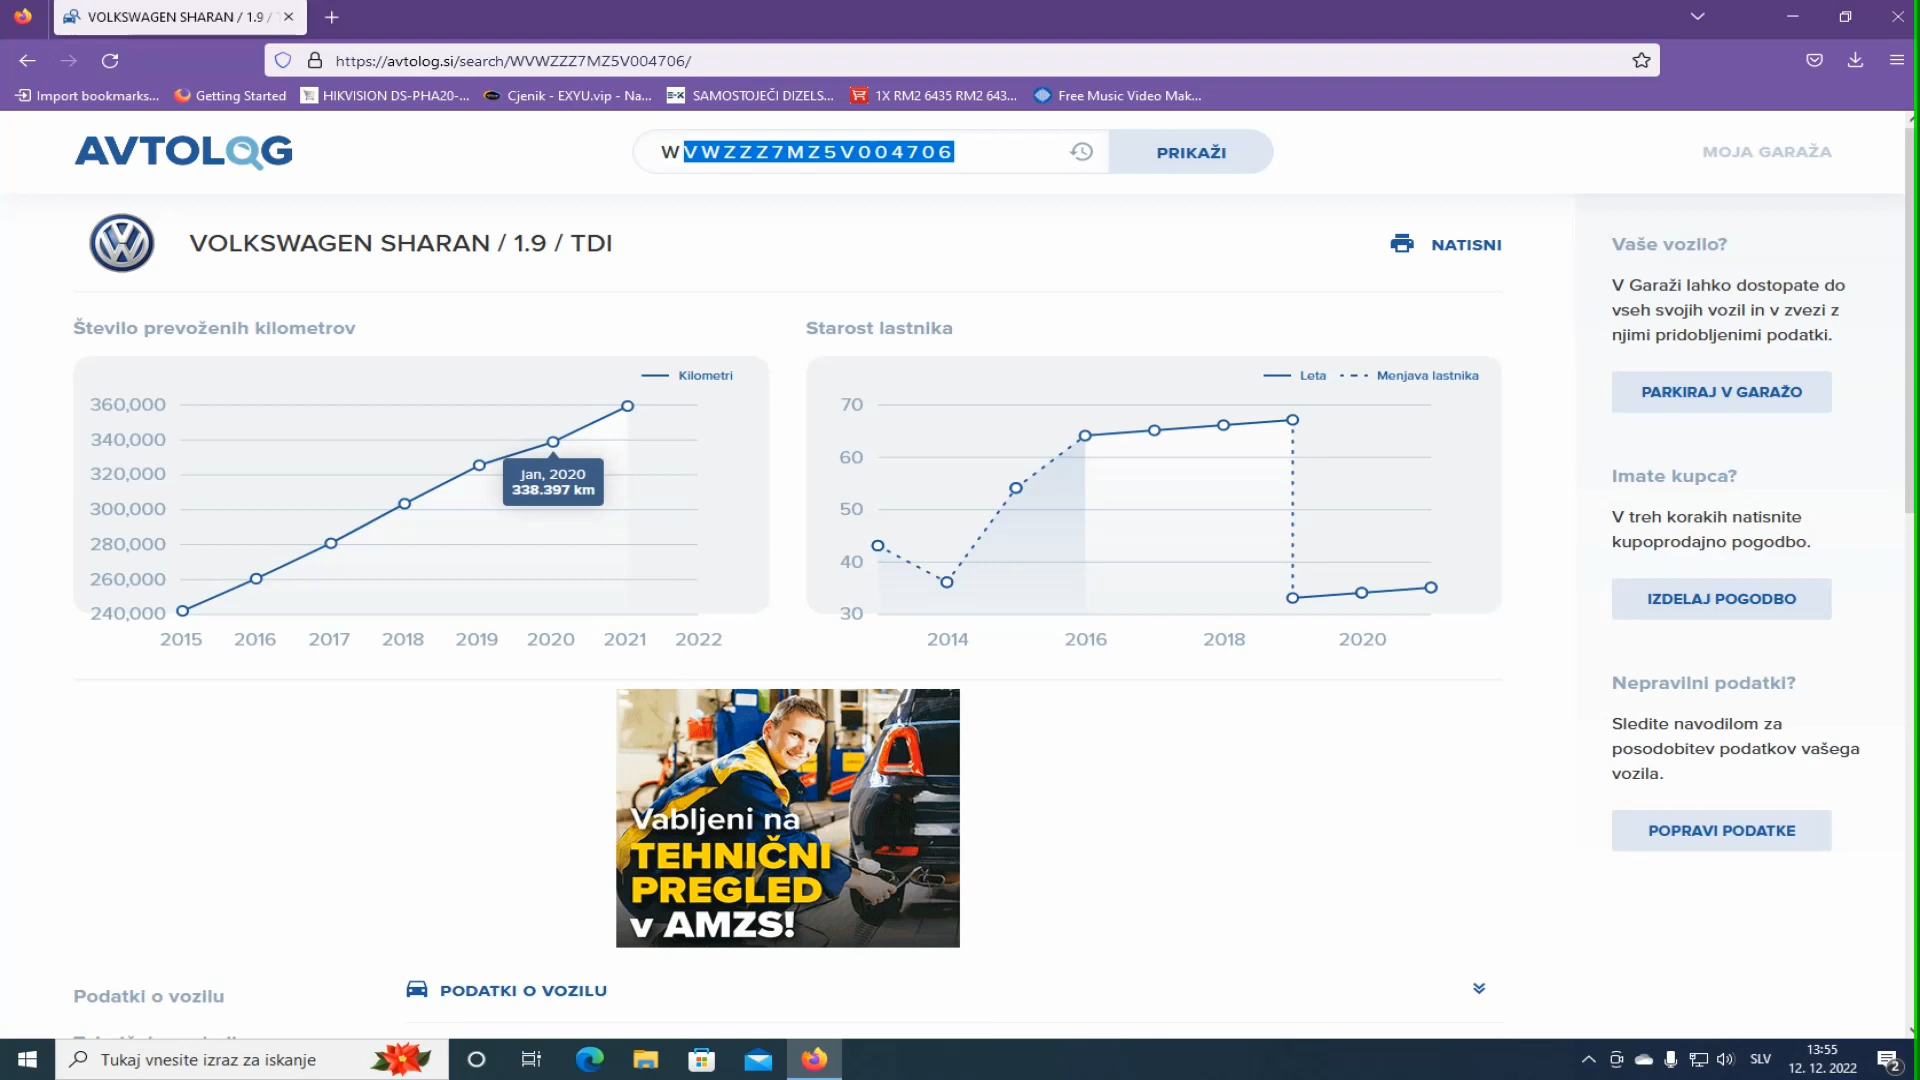 VOLKSWAGEN SHARAN / 1.9 /
https://avtolog.si/search/WVWZZZ7MZ5V004706/
Import bookmarks...
Getting Started
HIKVISION DS-PHA20-...
Cjenik - EXYU.vip - Na...
SAMOSTOJEČI DIZELS...
1X RM2 6435 RM2 643...
Free Music Video Mak...
AVTOLOG
WVWZZZ7MZ5V004706
PRIKAŽI
MOJA GARAŽA
VOLKSWAGEN SHARAN / 1.9 / TDI
NATISNI
Število prevoženih kilometrov
Kilometri
360,000
340,000
320,000
300,000
280,000
260,000
240,000
jan, 2020
338.397 km
2015 2016 2017 2018 2019 2020 2021 2022
Starost lastnika
Leta
Menjava lastnika
70
60
50
40
30
2014 2016 2018 2020
Vaše vozilo?
V Garaži lahko dostopate do
vseh svojih vozil in v zvezi z
njimi pridobljenimi podatki.
PARKIRAJ V GARAŽO
Imate kupca?
V treh korakih natisnite
kupoprodajno pogodbo.
IZDELAJ POGODBO
Nepravilni podatki?
Sledite navodilom za
posodobitev podatkov vašega
vozila.
POPRAVI PODATKE
Vabljeni na
TEHNIČNI
PREGLED
v AMZS!
Podatki o vozilu
PODATKI O VOZILU
Tukaj vnesite izraz za iskanje
SLV
13:55
12. 12. 2022
2